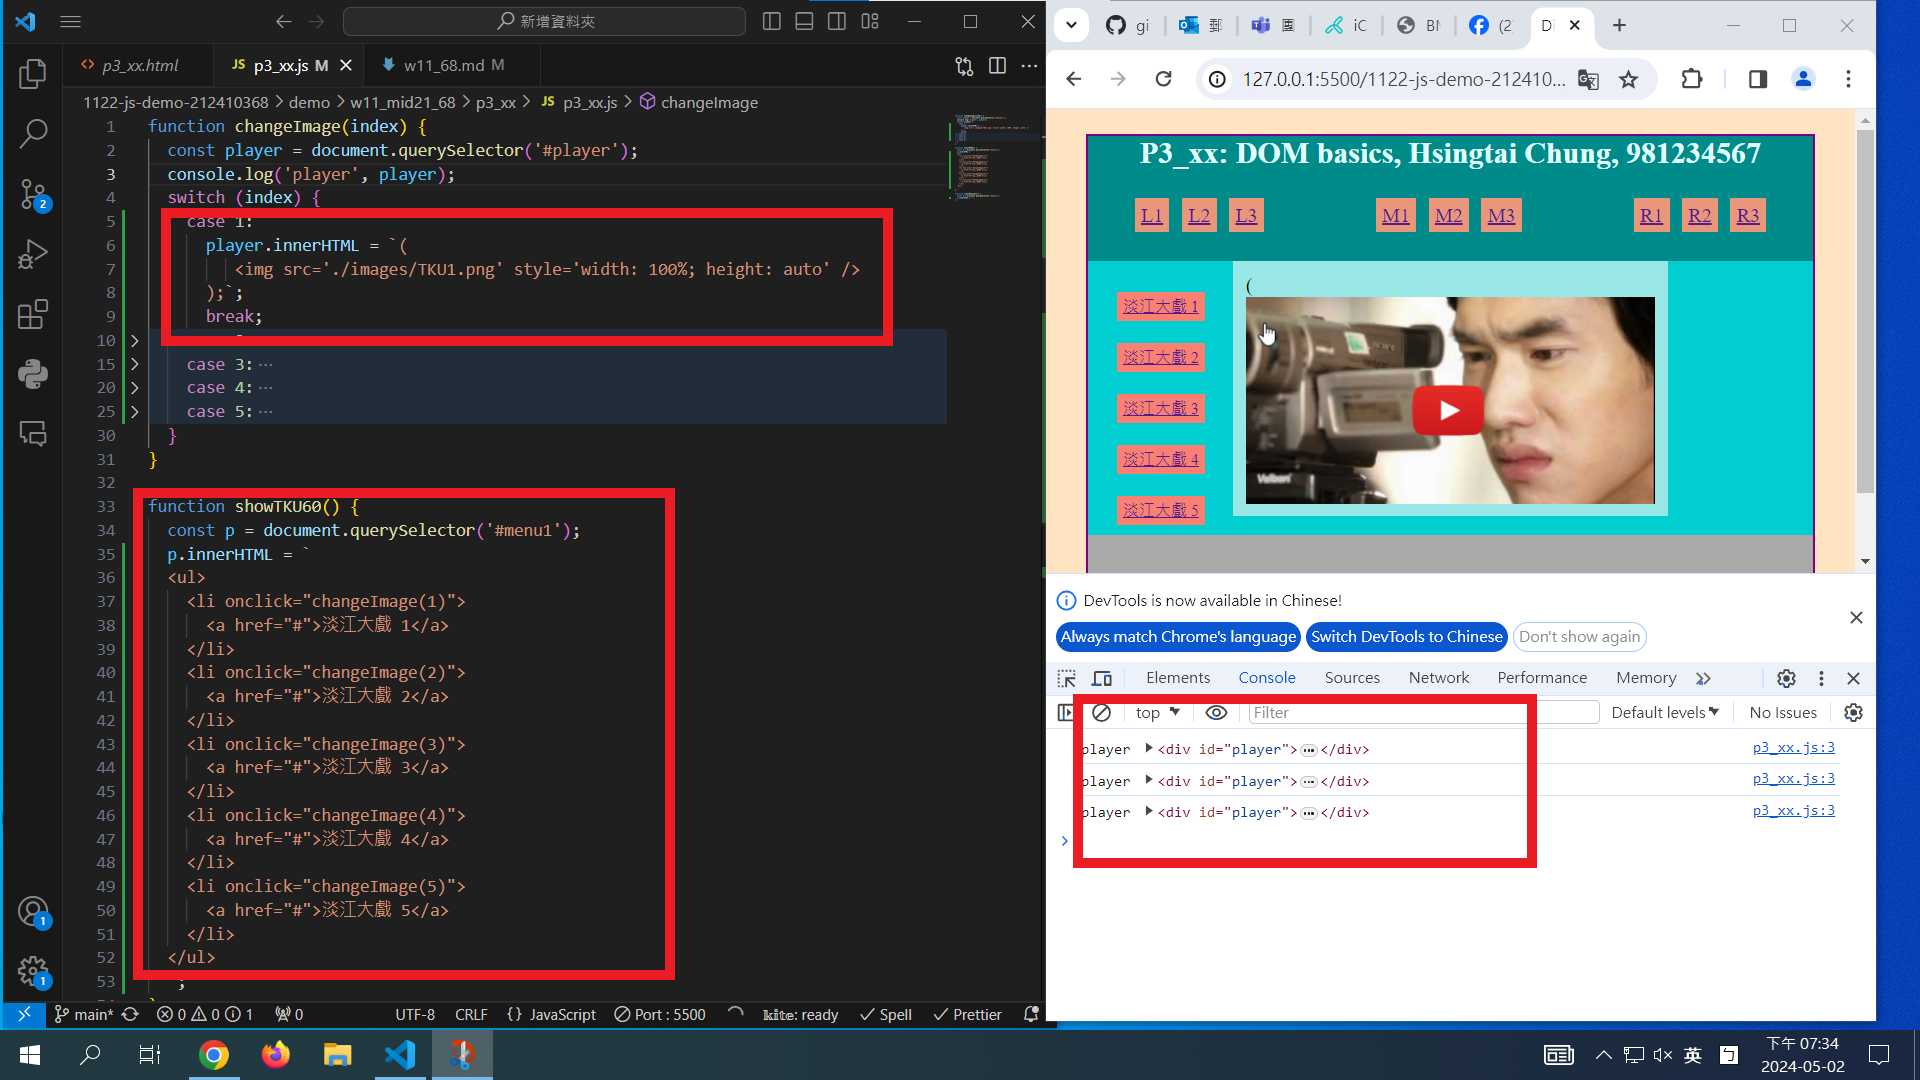 新增資料夾
p3_xx.html
JS p3_xx.js M
w11_68.md M
1122-js-demo-212410368 > demo > w11_mid21_68 > p3_xx > JS p3_xx.js > changeImage
1 function changeImage(index) {
2 const player = document.querySelector('#player');
3 console.log('player', player);
4 switch (index) {
5 case 1:
6 player.innerHTML = `(
7 <img src='./images/TKU1.png' style='width: 100%; height: auto' />
8 );`;
9 break;
10
15 case 3: ...
20 case 4: ...
25 case 5: ...
30 }
31 }
32
33 function showTKU60() {
34 const p = document.querySelector('#menu1');
35 p.innerHTML = `
36 <ul>
37 <li onclick="changeImage(1)">
38 <a href="#">淡江大戲 1</a>
39 </li>
40 <li onclick="changeImage(2)">
41 <a href="#">淡江大戲 2</a>
42 </li>
43 <li onclick="changeImage(3)">
44 <a href="#">淡江大戲 3</a>
45 </li>
46 <li onclick="changeImage(4)">
47 <a href="#">淡江大戲 4</a>
48 </li>
49 <li onclick="changeImage(5)">
50 <a href="#">淡江大戲 5</a>
51 </li>
52 </ul>
53 ;
2
1
1
main* 0 0 1 0 UTF-8 CRLF {} JavaScript Port : 5500 kite: ready Spell Prettier
gi 郵 團 iC (2 Di
127.0.0.1:5500/1122-js-demo-212410...
P3_xx: DOM basics, Hsingtai Chung, 981234567
L1 L2 L3 M1 M2 M3 R1 R2 R3
(
淡江大戲 1
淡江大戲 2
淡江大戲 3
淡江大戲 4
淡江大戲 5
DevTools is now available in Chinese!
Always match Chrome's language Switch DevTools to Chinese Don't show again
Elements Console Sources Network Performance Memory
top Filter Default levels No Issues
player <div id="player">...</div> p3_xx.js:3
player <div id="player">...</div> p3_xx.js:3
player <div id="player">...</div> p3_xx.js:3
英 ㄅ 下午 07:34
2024-05-02